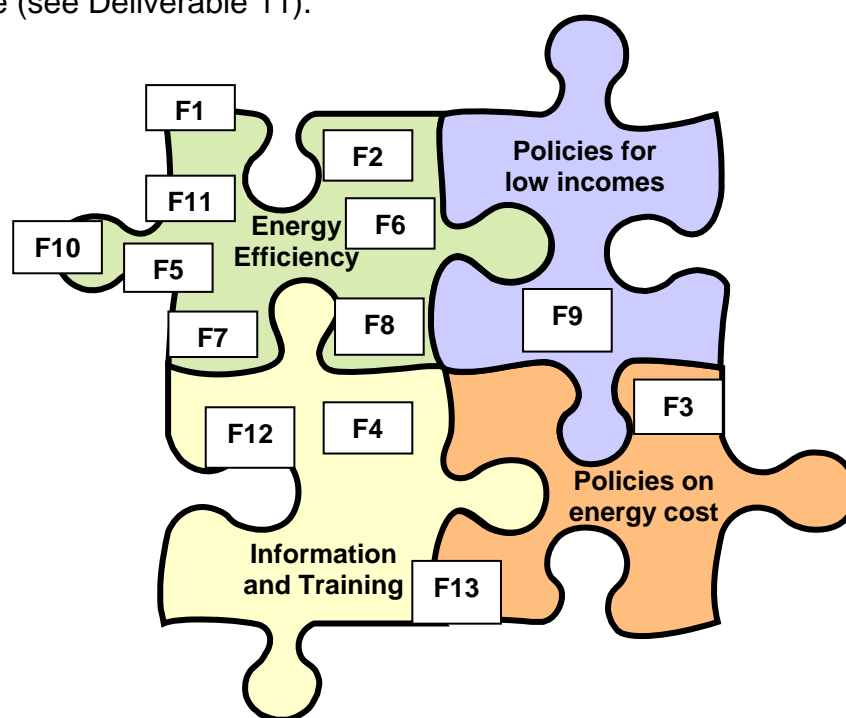 e (see Deliverable 11).
F1
F2
Policies for
low incomes
F11
F6
Energy
Efficiency
F10
F5
F9
F7
F8
F3
F12
F4
Policies on
energy cost
Information
and Training
F13